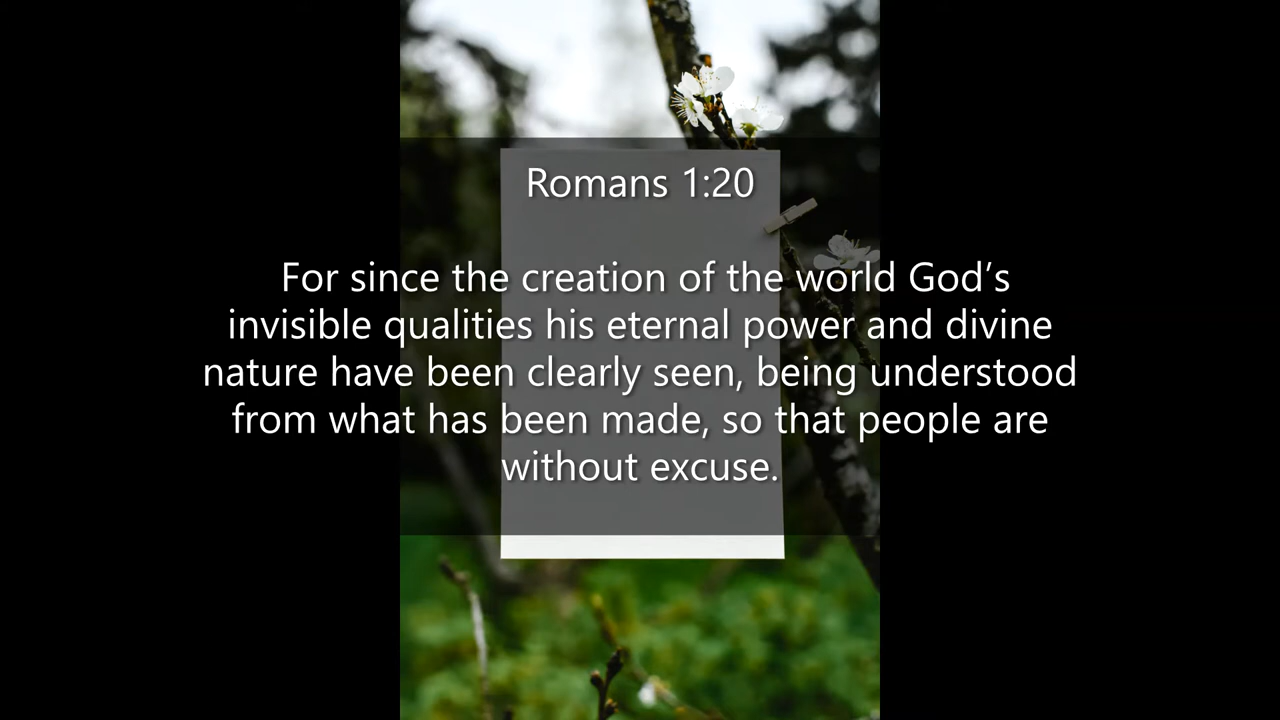 Romans 1:20
For since the creation of the world God’s
invisible qualities his eternal power and divine
nature have been clearly seen, being understood
from what has been made, so that people are
without excuse.